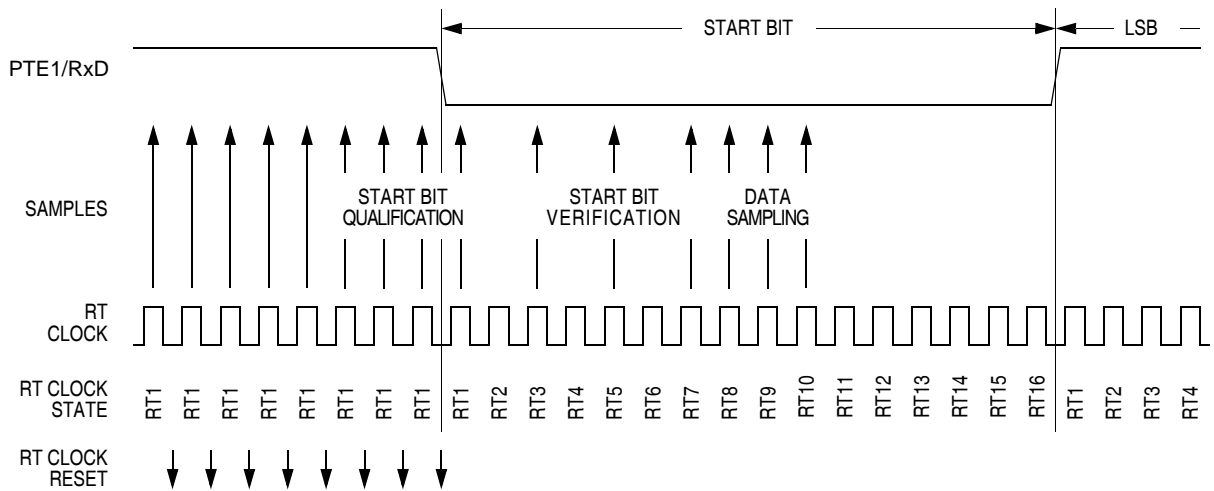 START BIT
LSB
PTE1/RxD
SAMPLES
START BIT
QUALIFICATION
START BIT
VERIFICATION
DATA
SAMPLING
RT
CLOCK
RT CLOCK
STATE
RT1 RT1 RT1 RT1 RT1 RT1 RT1 RT1 RT1 RT2 RT3 RT4 RT5 RT6 RT7 RT8 RT9 RT10 RT11 RT12 RT13 RT14 RT15 RT16 RT1 RT2 RT3 RT4
RT CLOCK
RESET